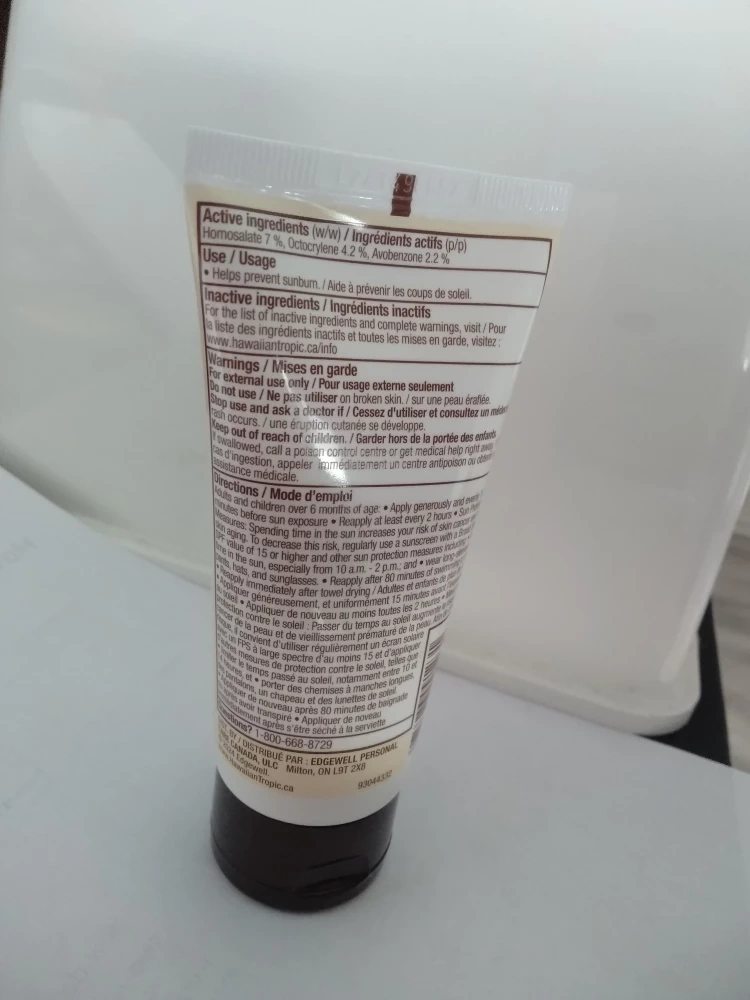 Active ingredients (w/w) / Ingrédients actifs (p/p)
Homosalate 7 %, Octocrylene 4.2 %, Avobenzone 2.2 %
Use / Usage
• Helps prevent sunburn. / Aide à prévenir les coups de soleil.
Inactive ingredients / Ingrédients inactifs
For the list of inactive ingredients and complete warnings, visit / Pour
la liste des ingrédients inactifs et toutes les mises en garde, visitez :
www.hawaiiantropic.ca/info
Warnings / Mises en garde
For external use only / Pour usage externe seulement
Do not use / Ne pas utiliser on broken skin. / sur une peau éraflée.
Stop use and ask a doctor if / Cessez d'utiliser et consultez un
rash occurs. / une éruption cutanée se développe.
Keep out of reach of children. / Garder hors de la portée des enfants
If swallowed, call a poison control centre or get medical help right away
cas d'ingestion, appeler immédiatement un centre antipoison ou
assistance médicale.
Directions / Mode d'emploi
Adults and children over 6 months of age: • Apply generously and
minutes before sun exposure • Reapply at least every 2 hours • Sun
Measures: Spending time in the sun increases your risk of skin cancer
skin aging. To decrease this risk, regularly use a sunscreen with a
SPF value of 15 or higher and other sun protection measures
time in the sun, especially from 10 a.m. - 2 p.m.; and • wear long
hats, and sunglasses. • Reapply after 80 minutes of
Reapply immediately after towel drying / Adultes et enfants de
• Appliquer généreusement, et uniformément 15 minutes avant
soleil • Appliquer de nouveau au moins toutes les 2 heures •
contre le soleil : Passer du temps au soleil augmente
de la peau et de vieillissement prématuré de la peau.
il convient d'utiliser régulièrement un écran solaire
FPS à large spectre d'au moins 15 et d'appliquer
mesures de protection contre le soleil, telles que
le temps passé au soleil, notamment entre 10 et
et • porter des chemises à manches longues,
pantalons, un chapeau et des lunettes de soleil
de nouveau après 80 minutes de baignade
avoir transpiré • Appliquer de nouveau
après s'être séché à la serviette
Questions? 1-800-668-8729
BY / DISTRIBUÉ PAR : EDGEWELL PERSONAL
CANADA, ULC Milton, ON L9T 2X8
Edgewell.
HawaiianTropic.ca
93044332